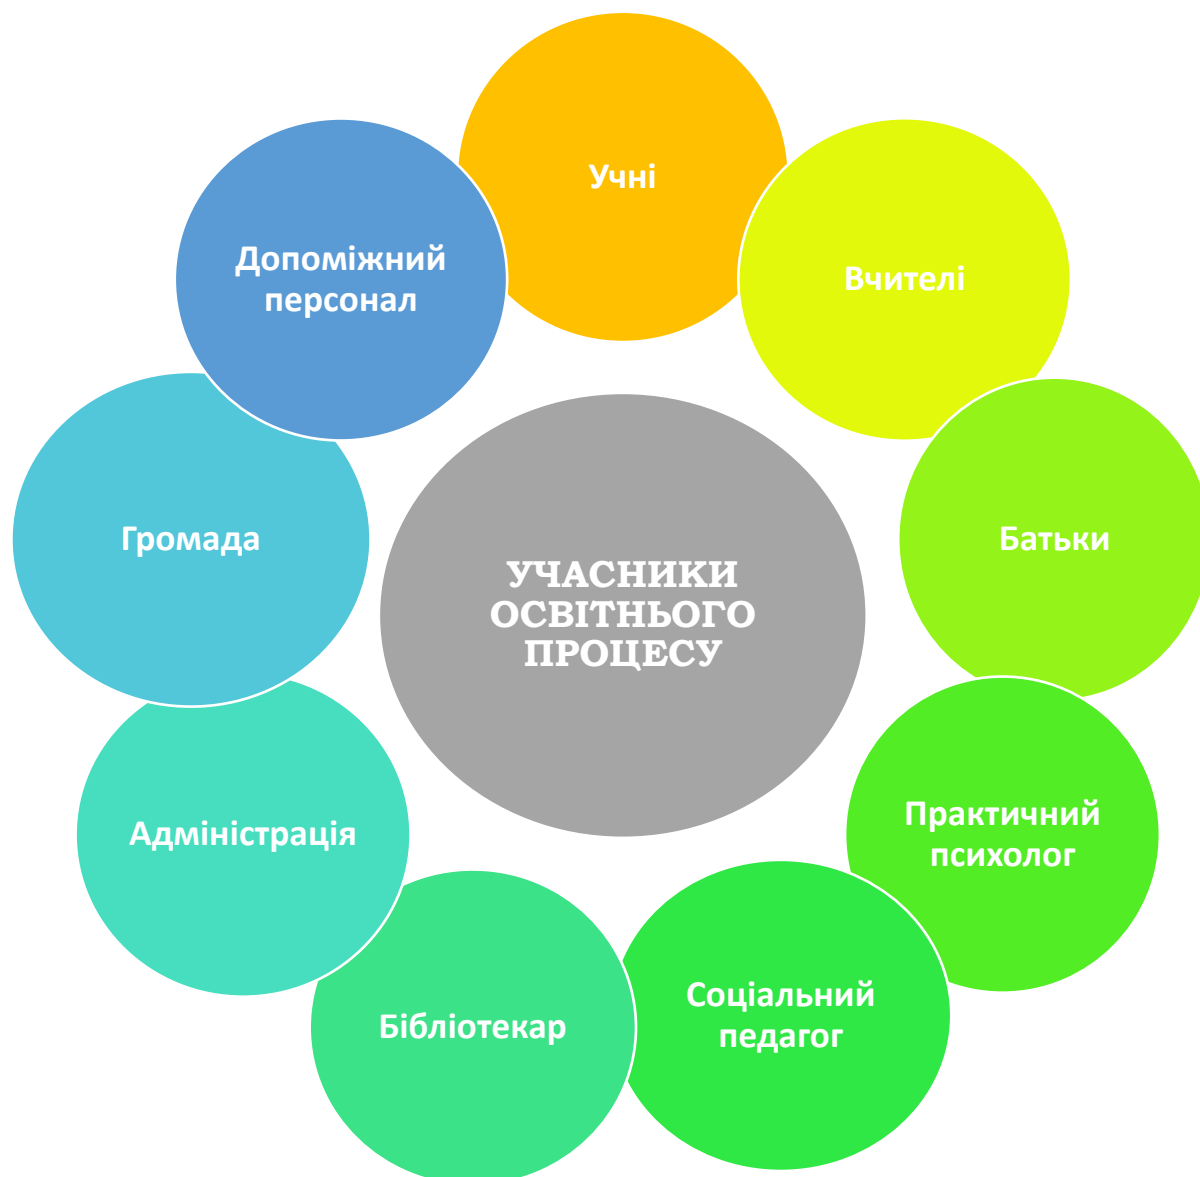 Учні
Вчителі
Батьки
Практичний
психолог
Соціальний
педагог
Бібліотекар
Адміністрація
Громада
Допоміжний
персонал
УЧАСНИКИ
ОСВІТНЬОГО
ПРОЦЕСУ